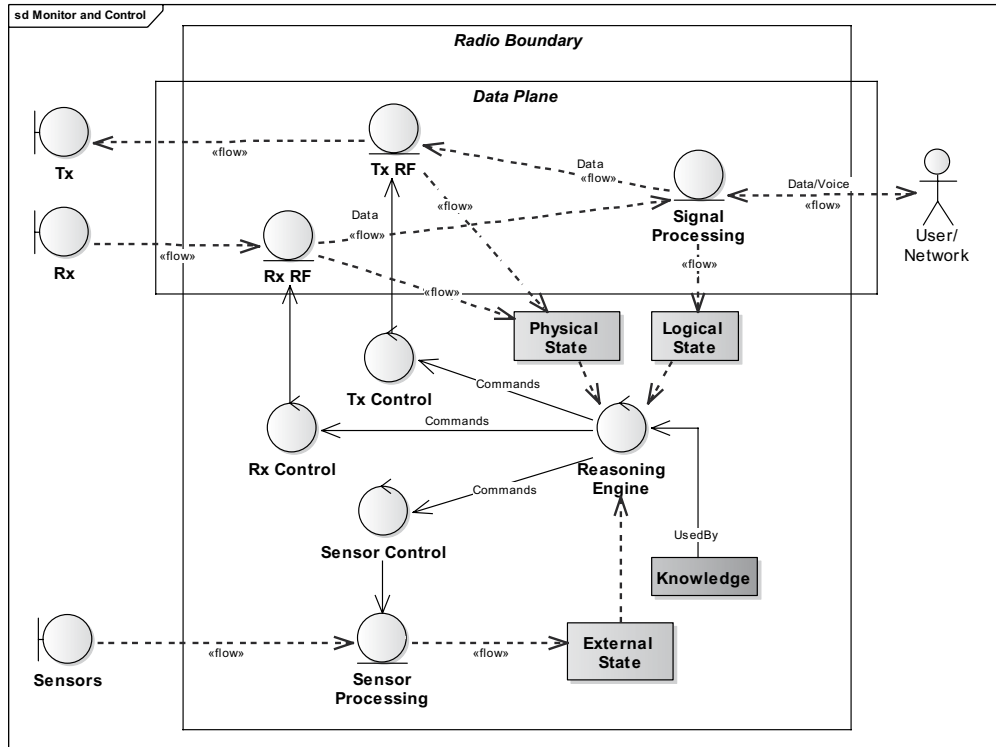 sd Monitor and Control
Radio Boundary
Data Plane
Tx
«flow»
Tx RF
Data
«flow»
Data/Voice
«flow»
Signal
Processing
User/
Network
Rx
«flow»
Rx RF
Data
«flow»
«flow»
«flow»
«flow»
Physical
State
Logical
State
Tx Control
Commands
Rx Control
Commands
Reasoning
Engine
Sensor Control
Commands
UsedBy
Knowledge
Sensors
«flow»
Sensor
Processing
«flow»
External
State